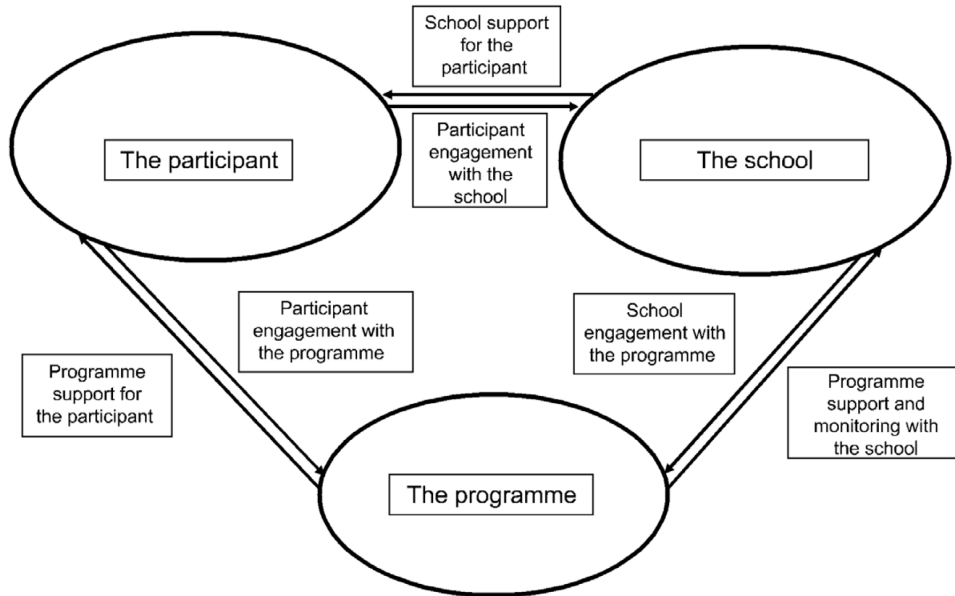 School support
for the
participant
Participant
engagement
with the
school
The participant
The school
Participant
engagement with
the programme
School
engagement with
the programme
Programme
support for
the participant
Programme
support and
monitoring with
the school
The programme